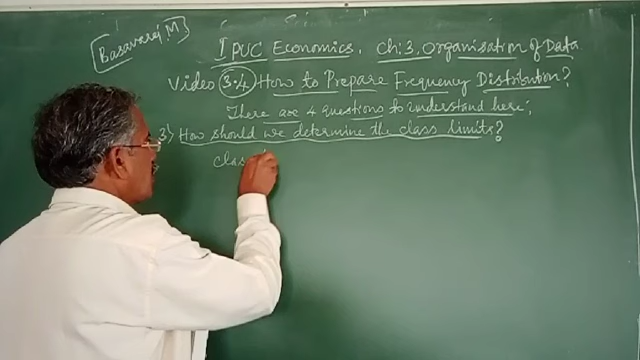 Basavaraj M
I PUC Economics. Ch:3. Organisation of Data
Video 3.4 How to Prepare Frequency Distribution?
There are 4 questions to understand here;
3) How should we determine the class limits?
clas